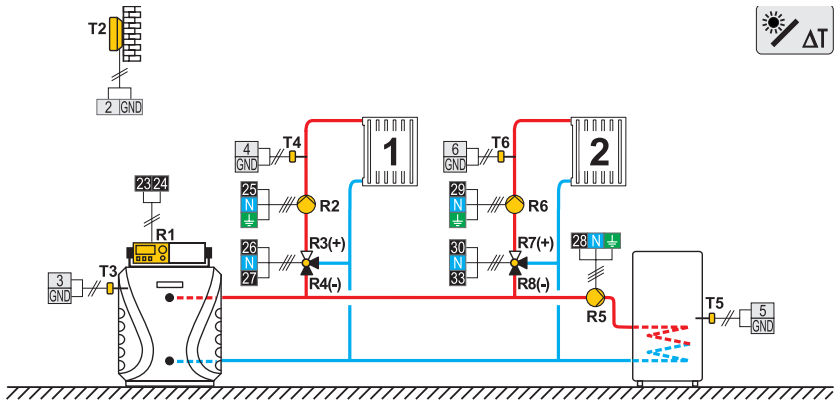 T2
ΔT
2 GND
4 T4
GND
1
6 T6
GND
2
23 24
25
N
R2
29
N
R6
R1
26
N
27
R3(+)
R4(-)
30
N
33
R7(+)
R8(-)
28 N
3
GND
T3
R5
T5
5
GND